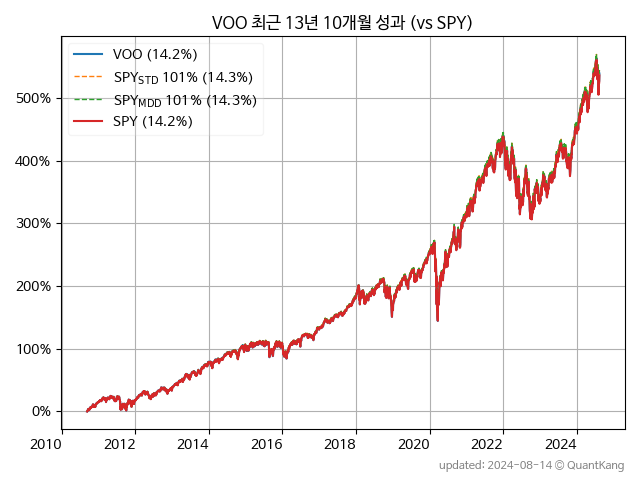 VOO 최근 13년 10개월 성과 (vs SPY)
VOO (14.2%)
SPY_STD 101% (14.3%)
SPY_MDD 101% (14.3%)
SPY (14.2%)
500%
400%
300%
200%
100%
0%
2010 2012 2014 2016 2018 2020 2022 2024
updated: 2024-08-14 © QuantKang